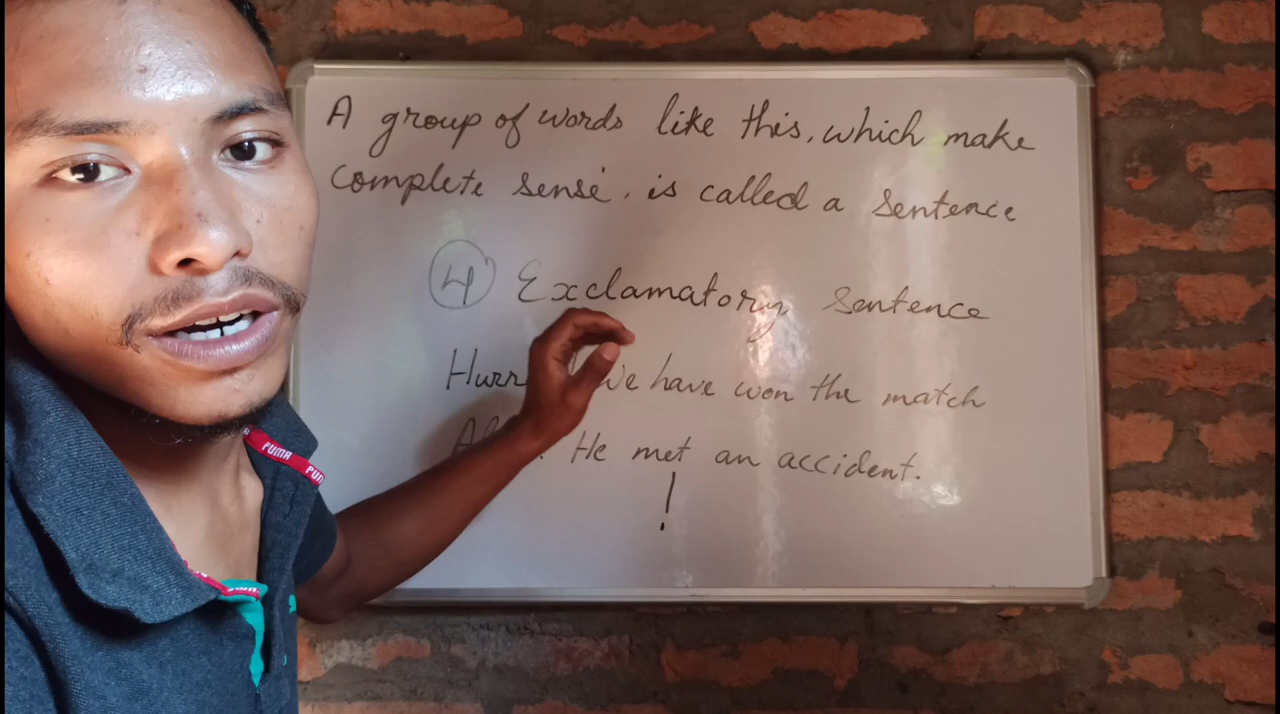 A group of words like this, which make
complete sense, is called a sentence
4 Exclamatory sentence
We have won the match
He met an accident.
!
PUMA